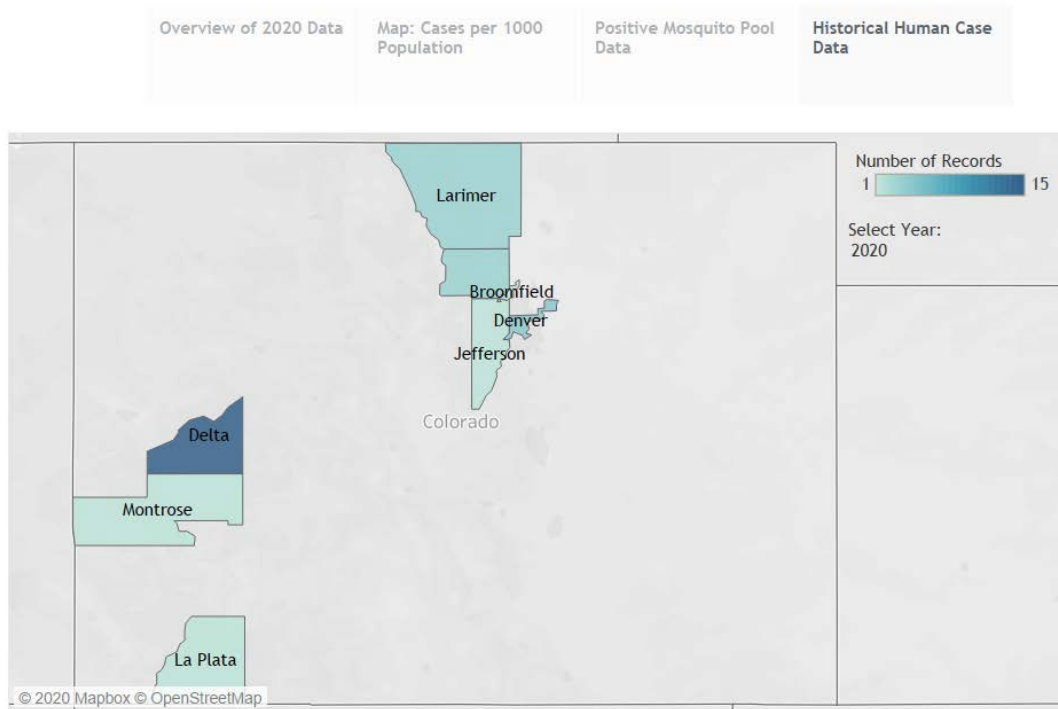 Overview of 2020 Data
Map: Cases per 1000
Population
Positive Mosquito Pool
Data
Historical Human Case
Data
Number of Records
1
15
Select Year:
2020
Larimer
Broomfield
Denver
Jefferson
Colorado
Delta
Montrose
La Plata
© 2020 Mapbox © OpenStreetMap